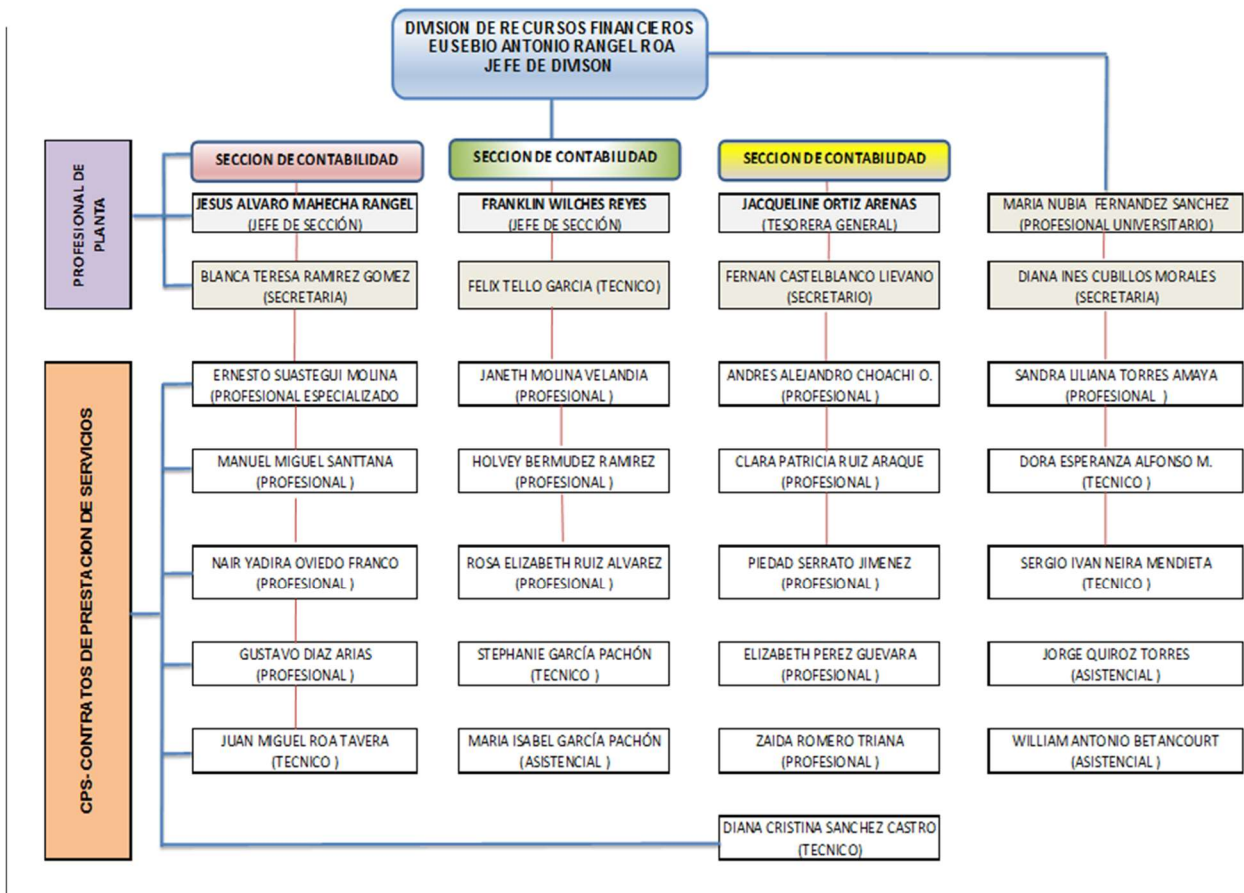 DIVISION DE RECURSOS FINANCIEROS
EUSEBIO ANTONIO RANGEL ROA
JEFE DE DIVISON
PROFESIONAL DE
PLANTA
SECCION DE CONTABILIDAD
SECCION DE CONTABILIDAD
SECCION DE CONTABILIDAD
JESUS ALVARO MAHECHA RANGEL
(JEFE DE SECCIÓN)
FRANKLIN WILCHES REYES
(JEFE DE SECCIÓN)
JACQUELINE ORTIZ ARENAS
(TESORERA GENERAL)
MARIA NUBIA FERNANDEZ SANCHEZ
(PROFESIONAL UNIVERSITARIO)
BLANCA TERESA RAMIREZ GOMEZ
(SECRETARIA)
FELIX TELLO GARCIA (TECNICO)
FERNAN CASTELBLANCO LIEVANO
(SECRETARIO)
DIANA INES CUBILLOS MORALES
(SECRETARIA)
CPS- CONTRATOS DE PRESTACION DE SERVICIOS
ERNESTO SUASTEGUI MOLINA
(PROFESIONAL ESPECIALIZADO
JANETH MOLINA VELANDIA
(PROFESIONAL )
ANDRES ALEJANDRO CHOACHI O.
(PROFESIONAL )
SANDRA LILIANA TORRES AMAYA
(PROFESIONAL )
MANUEL MIGUEL SANTTANA
(PROFESIONAL )
HOLVEY BERMUDEZ RAMIREZ
(PROFESIONAL )
CLARA PATRICIA RUIZ ARAQUE
(PROFESIONAL )
DORA ESPERANZA ALFONSO M.
(TECNICO )
NAIR YADIRA OVIEDO FRANCO
(PROFESIONAL )
ROSA ELIZABETH RUIZ ALVAREZ
(PROFESIONAL )
PIEDAD SERRATO JIMENEZ
(PROFESIONAL )
SERGIO IVAN NEIRA MENDIETA
(TECNICO )
GUSTAVO DIAZ ARIAS
(PROFESIONAL )
STEPHANIE GARCÍA PACHÓN
(TECNICO )
ELIZABETH PEREZ GUEVARA
(PROFESIONAL )
JORGE QUIROZ TORRES
(ASISTENCIAL )
JUAN MIGUEL ROA TAVERA
(TECNICO )
MARIA ISABEL GARCÍA PACHÓN
(ASISTENCIAL )
ZAIDA ROMERO TRIANA
(PROFESIONAL )
WILLIAM ANTONIO BETANCOURT
(ASISTENCIAL )
DIANA CRISTINA SANCHEZ CASTRO
(TECNICO)